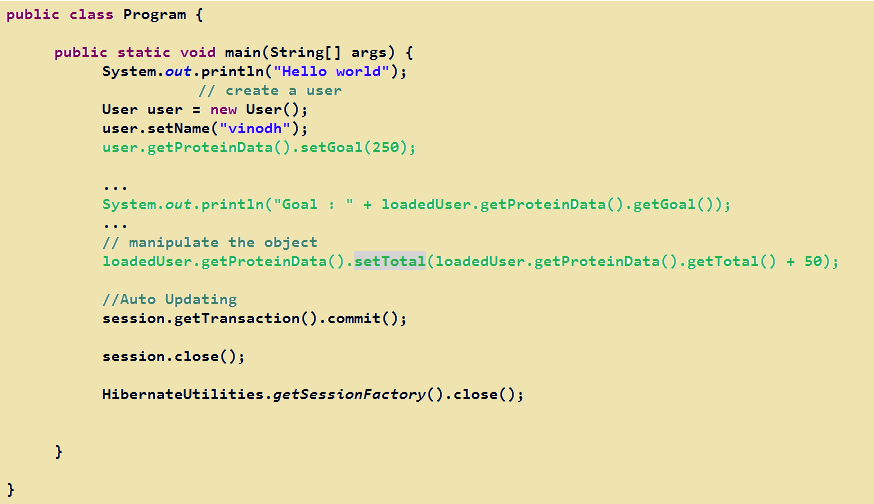 public class Program {
public static void main(String[] args) {
System.out.println("Hello world");
// create a user
User user = new User();
user.setName("vinodh");
user.getProteinData().setGoal(250);
...
System.out.println("Goal : " + loadedUser.getProteinData().getGoal());
...
// manipulate the object
loadedUser.getProteinData().setTotal(loadedUser.getProteinData().getTotal() + 50);
//Auto Updating
session.getTransaction().commit();
session.close();
HibernateUtilities.getSessionFactory().close();
}
}